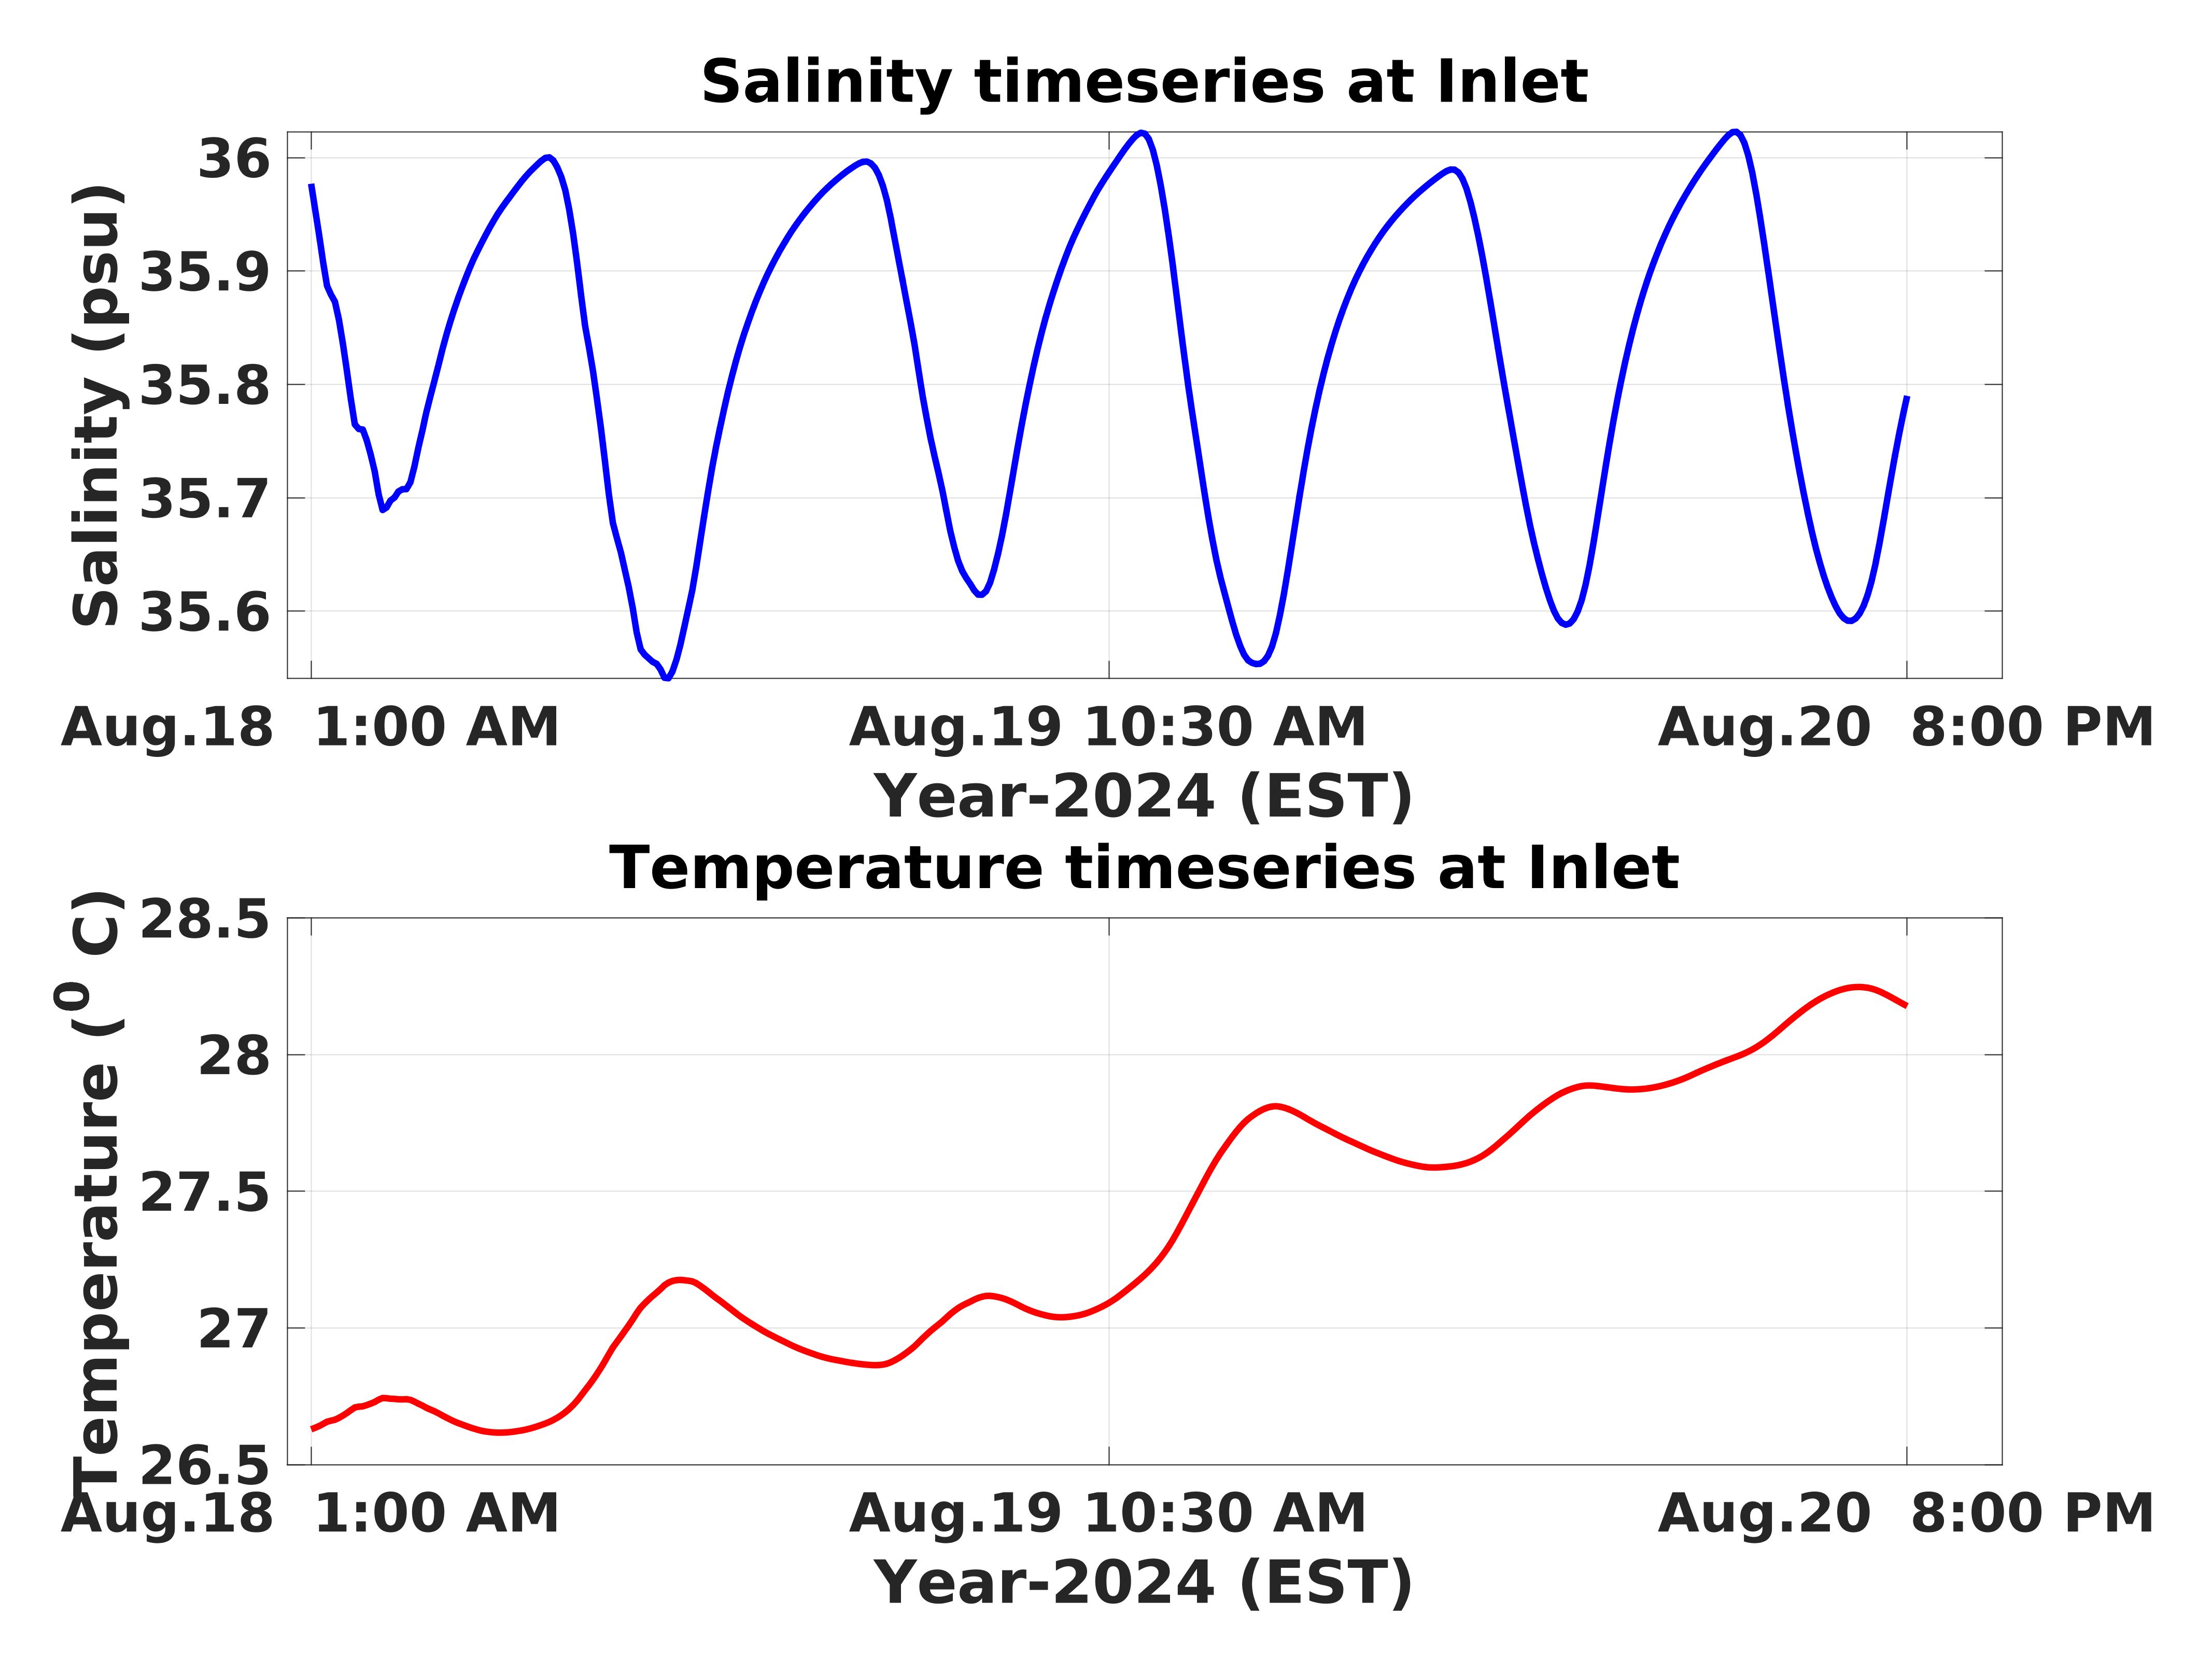 Salinity timeseries at Inlet
Salinity (psu)
36
35.9
35.8
35.7
35.6
Aug.18  1:00 AM
Aug.19 10:30 AM
Aug.20  8:00 PM
Year-2024 (EST)
Temperature timeseries at Inlet
Temperature (⁰ C)
28.5
28
27.5
27
26.5
Aug.18  1:00 AM
Aug.19 10:30 AM
Aug.20  8:00 PM
Year-2024 (EST)